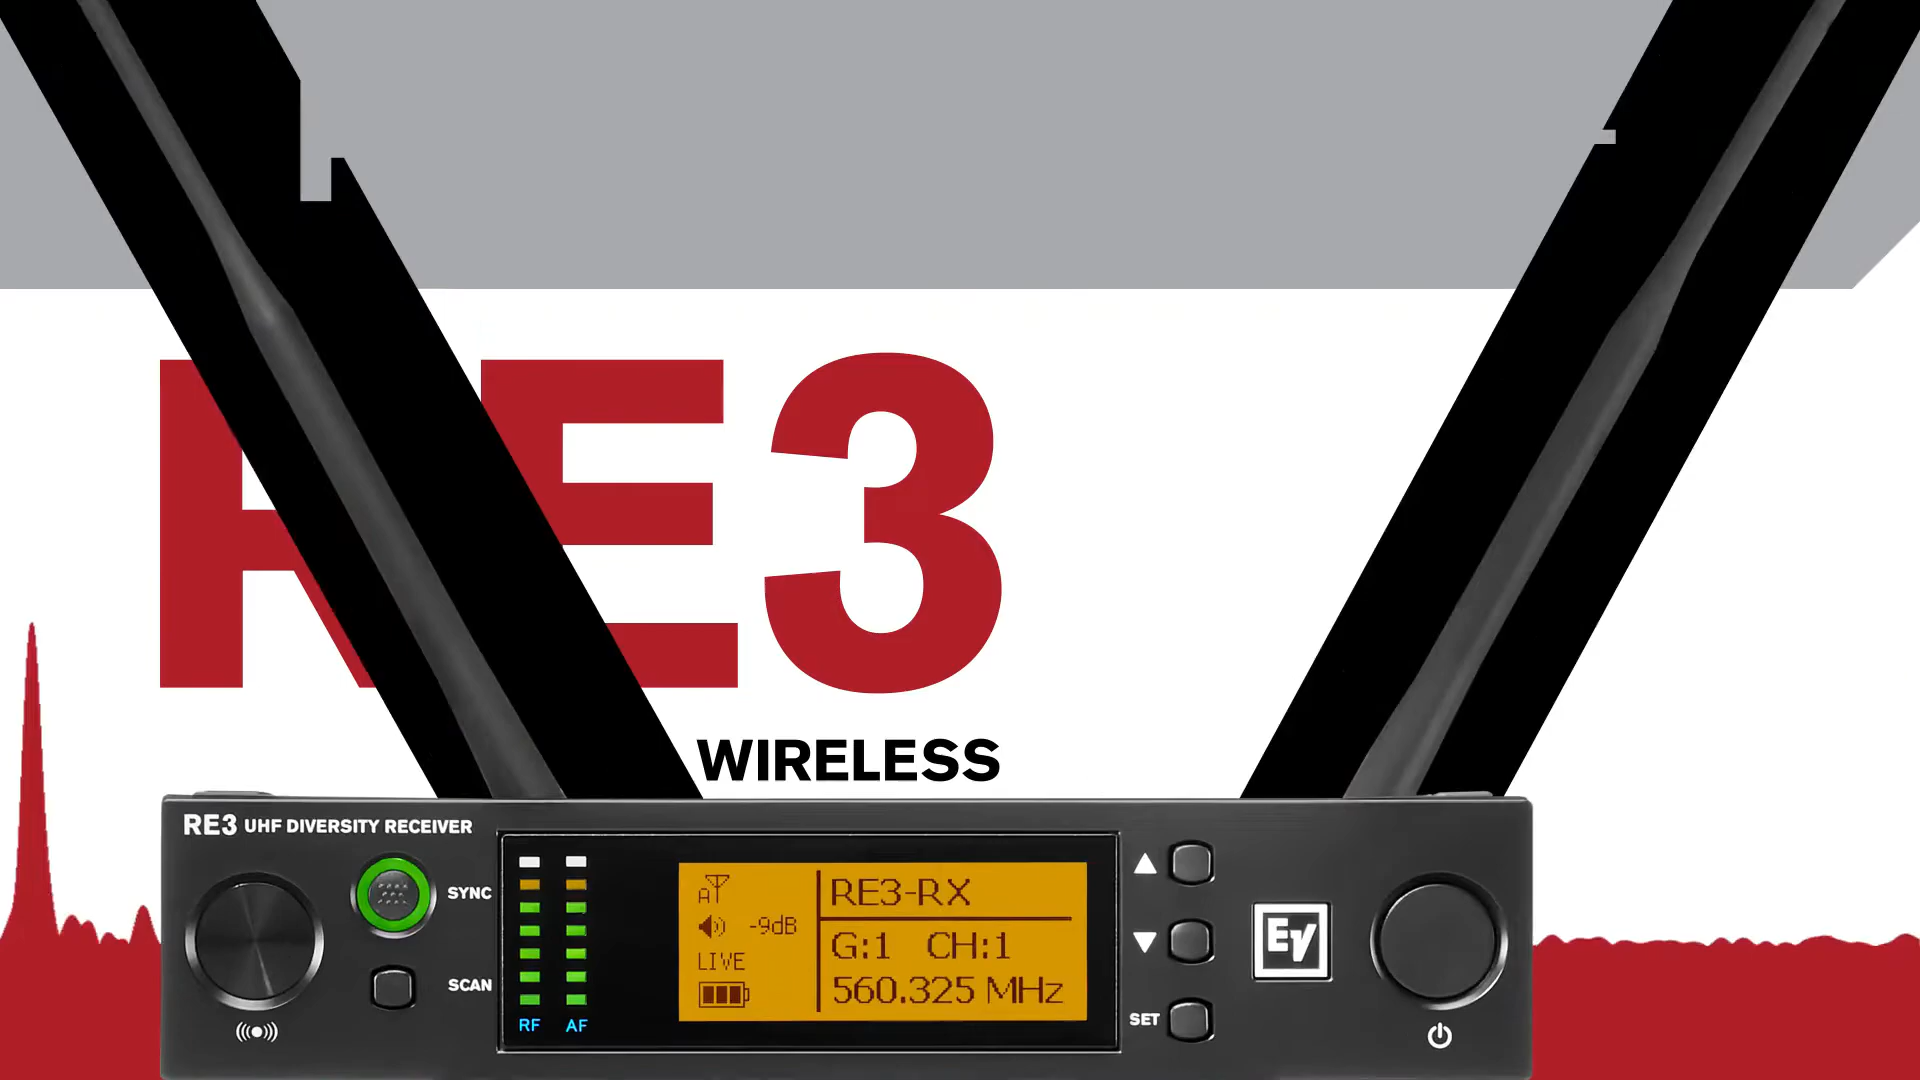 RE3
WIRELESS
RE3 UHF DIVERSITY RECEIVER
SYNC
SCAN
RF AF
A
-9dB
LIVE
RE3-RX
G:1 CH:1
560.325 MHz
SET
EV